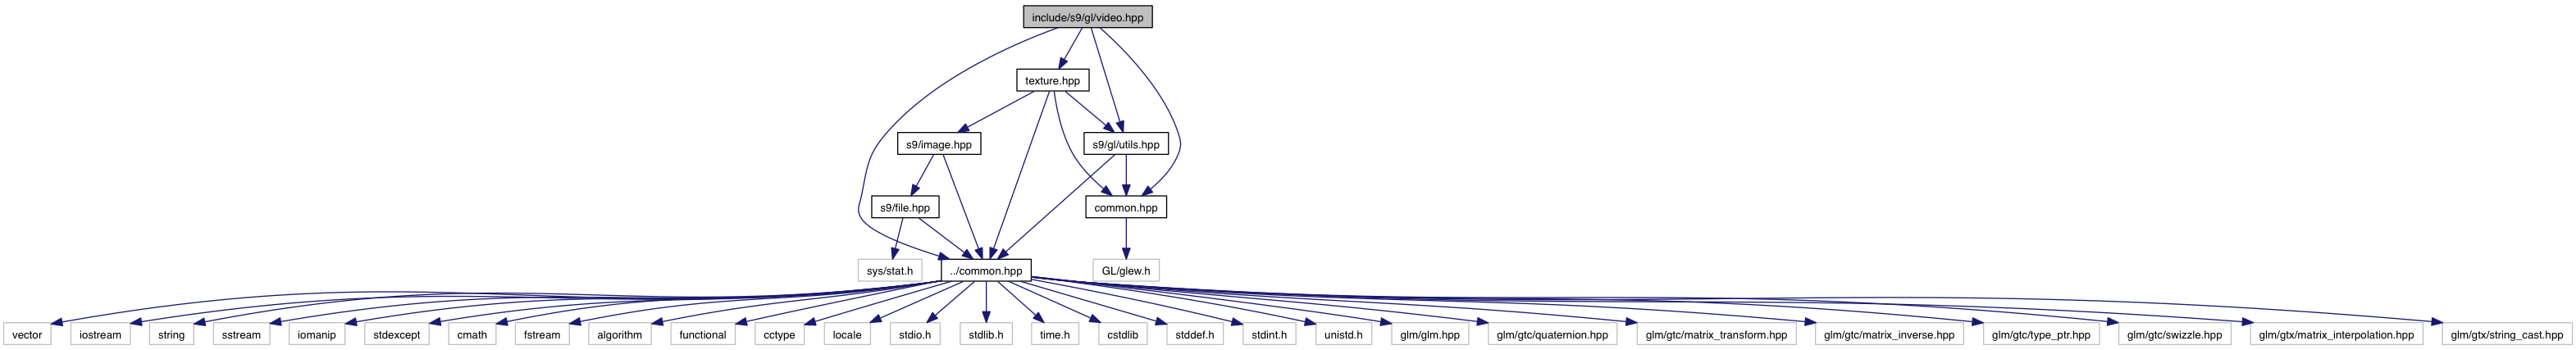 include/s9/gl/video.hpp
texture.hpp
s9/image.hpp
s9/gl/utils.hpp
s9/file.hpp
common.hpp
sys/stat.h
../common.hpp
GL/glew.h
vector
iostream
string
sstream
iomanip
stdexcept
cmath
fstream
algorithm
functional
cctype
locale
stdio.h
stdlib.h
time.h
cstdlib
stddef.h
stdint.h
unistd.h
glm/glm.hpp
glm/gtc/quaternion.hpp
glm/gtc/matrix_transform.hpp
glm/gtc/matrix_inverse.hpp
glm/gtc/type_ptr.hpp
glm/gtc/swizzle.hpp
glm/gtx/matrix_interpolation.hpp
glm/gtx/string_cast.hpp